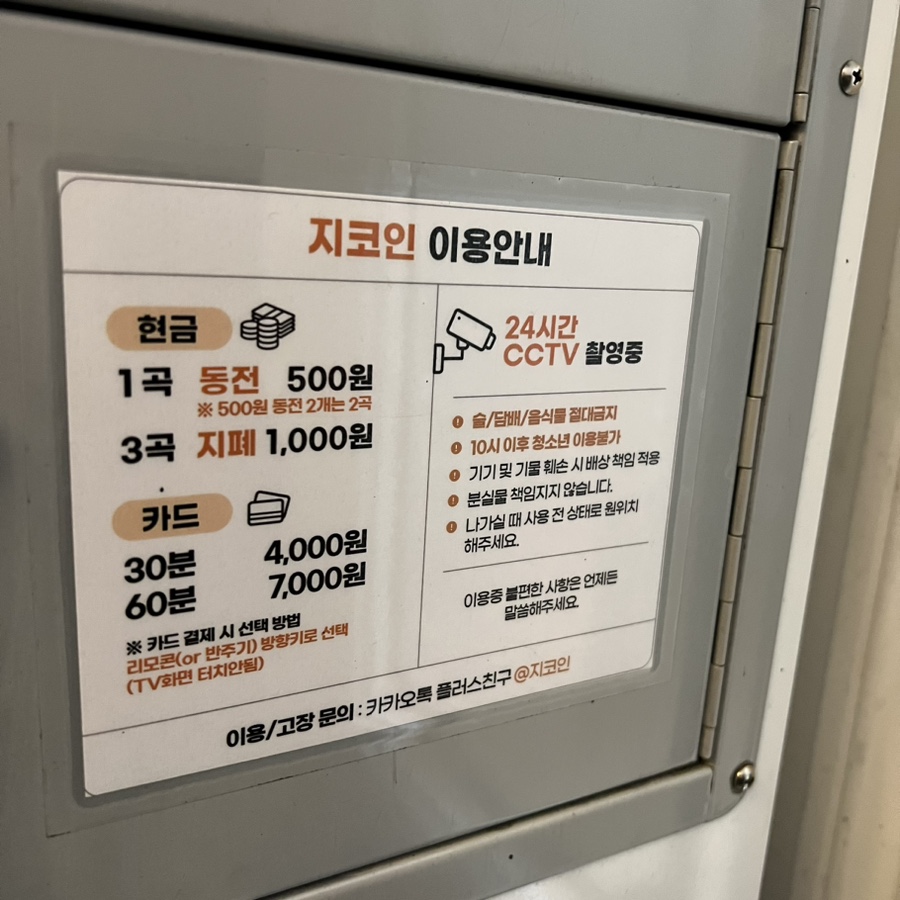 지코인 이용안내
현금
1곡 동전 500원
※ 500원 동전 2개는 2곡
3곡 지폐 1,000원
카드
30분 4,000원
60분 7,000원
※ 카드 결제 시 선택 방법
리모콘(or 반주기) 방향키로 선택
(TV화면 터치안됨)
24시간
CCTV 촬영중
술/담배/음식물 절대금지
10시 이후 청소년 이용불가
기기 및 기물 훼손 시 배상 책임 적용
분실물 책임지지 않습니다.
나가실 때 사용 전 상태로 원위치
해주세요.
이용중 불편한 사항은 언제든
말씀해주세요.
이용/고장 문의 : 카카오톡 플러스친구 @지코인